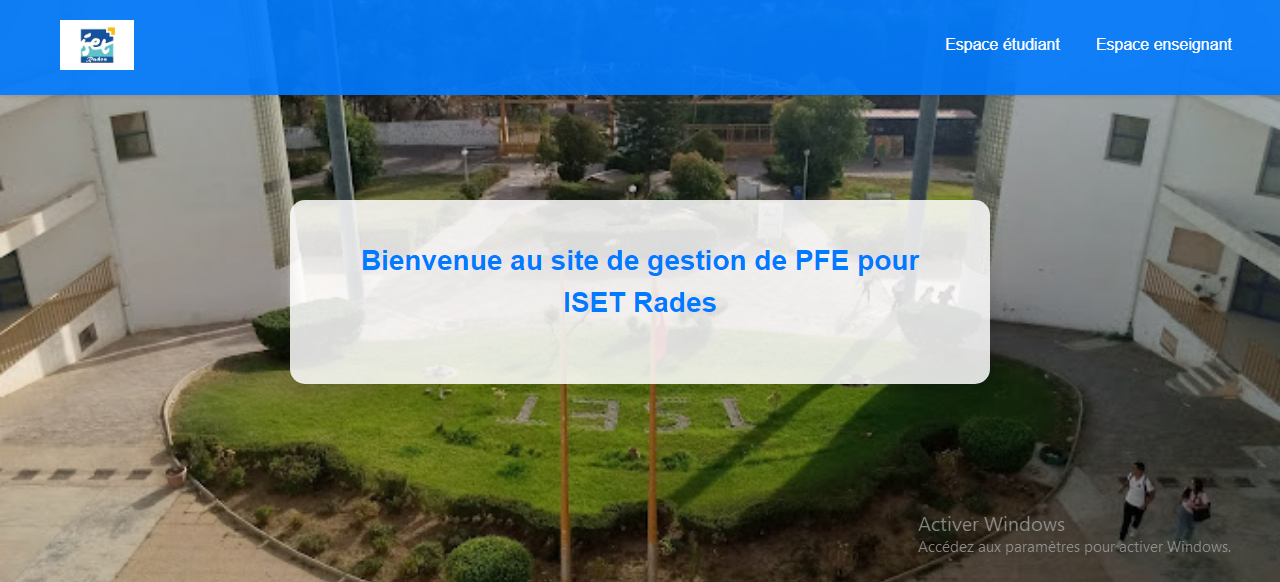 iset
Rades
Espace étudiant
Espace enseignant
Bienvenue au site de gestion de PFE pour
ISET Rades
ISET
Activer Windows
Accédez aux paramètres pour activer Windows.